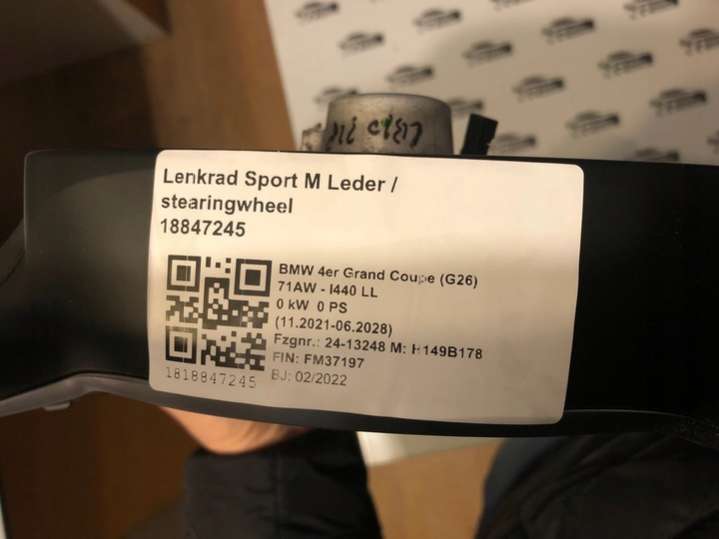 Lenkrad Sport M Leder /
stearingwheel
18847245
BMW 4er Grand Coupe (G26)
71AW - I440 LL
0 kW 0 PS
(11.2021-06.2028)
Fzgnr.: 24-13248 M: H149B178
FIN: FM37197
BJ: 02/2022
1818847245